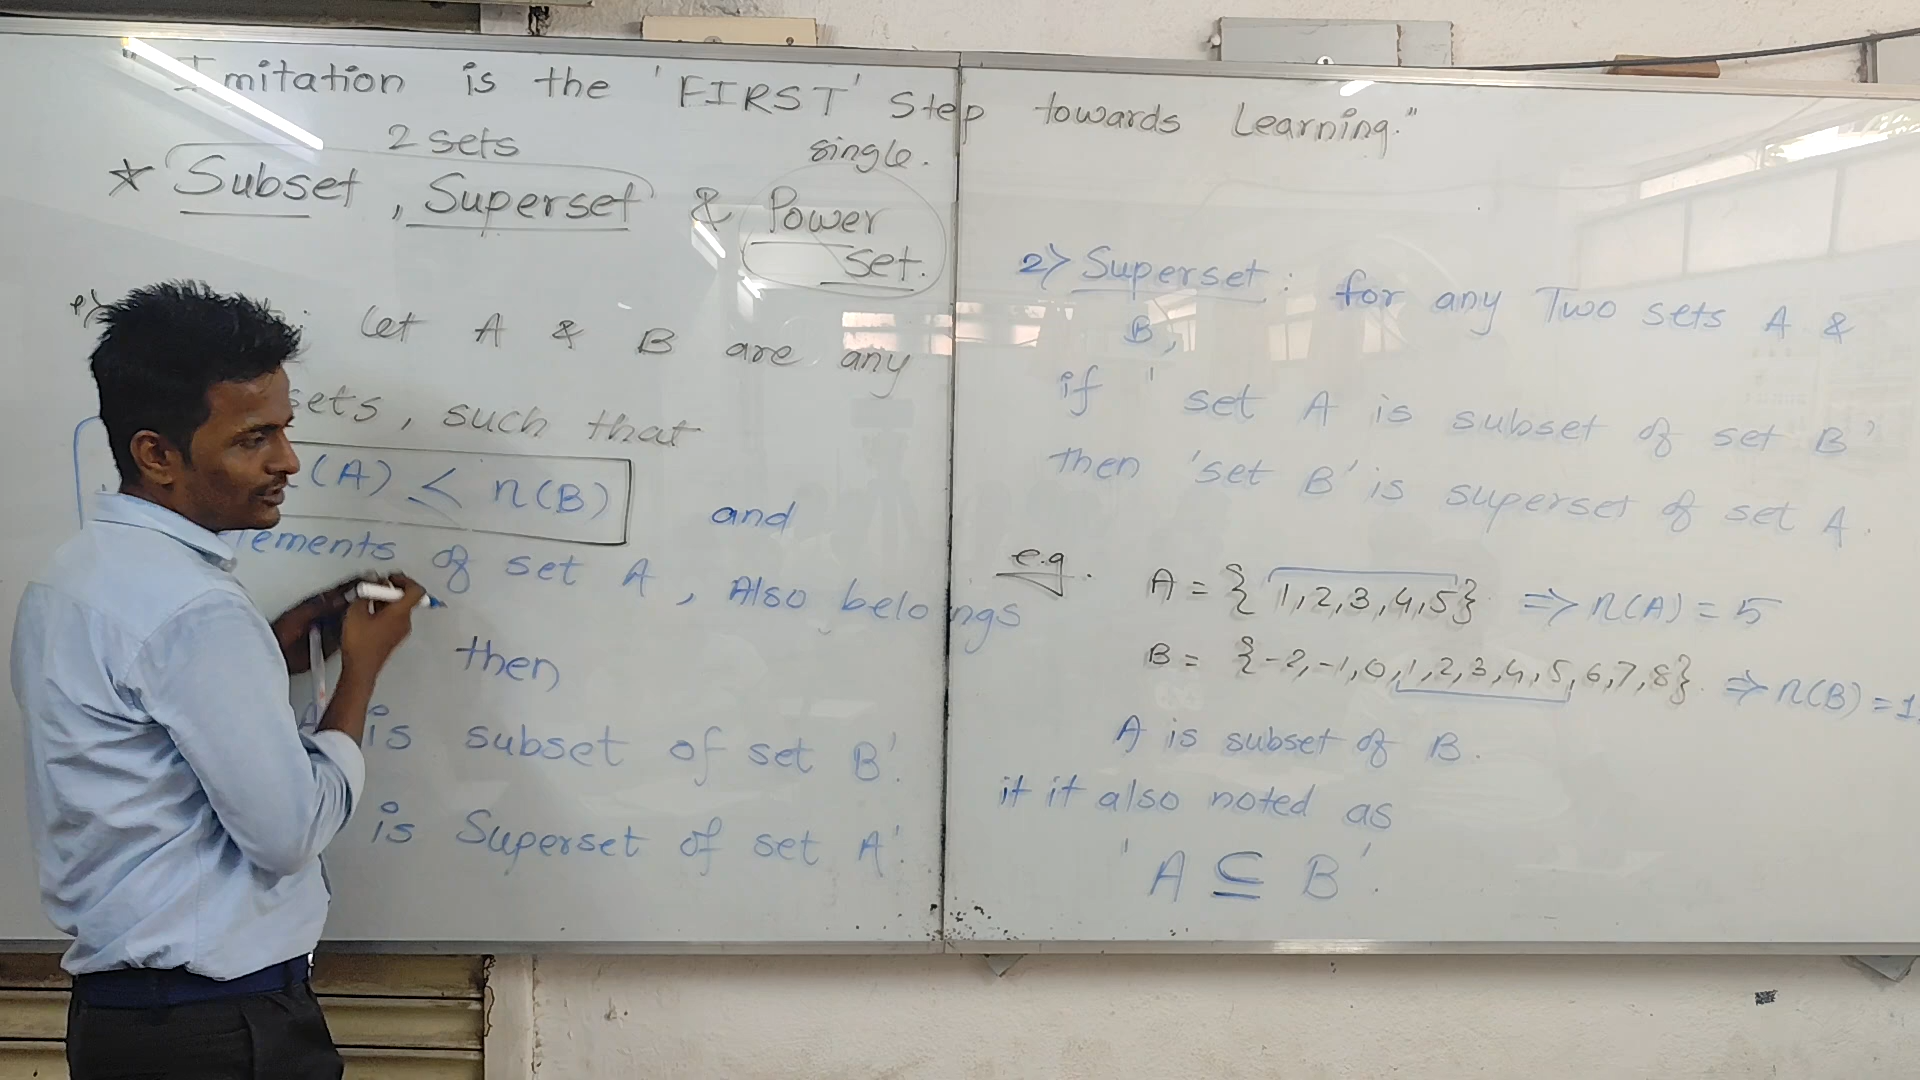 "Imitation is the 'FIRST' Step towards Learning."
2 sets single.
* Subset, Superset & Power set.
let A & B are any
sets, such that
(A) < n(B) and
lements of set A, Also belongs
then
is subset of set B'.
is Superset of set A'.
2> Superset : for any Two sets A &
B,
if ' set A is subset of set B'
then 'set B' is superset of set A.
e.g. A = { 1,2,3,4,5} => n(A) = 5
B = {-2,-1,0,1,2,3,4,5,6,7,8} => n(B) = 1
A is subset of B.
it it also noted as
'A ⊆ B'.